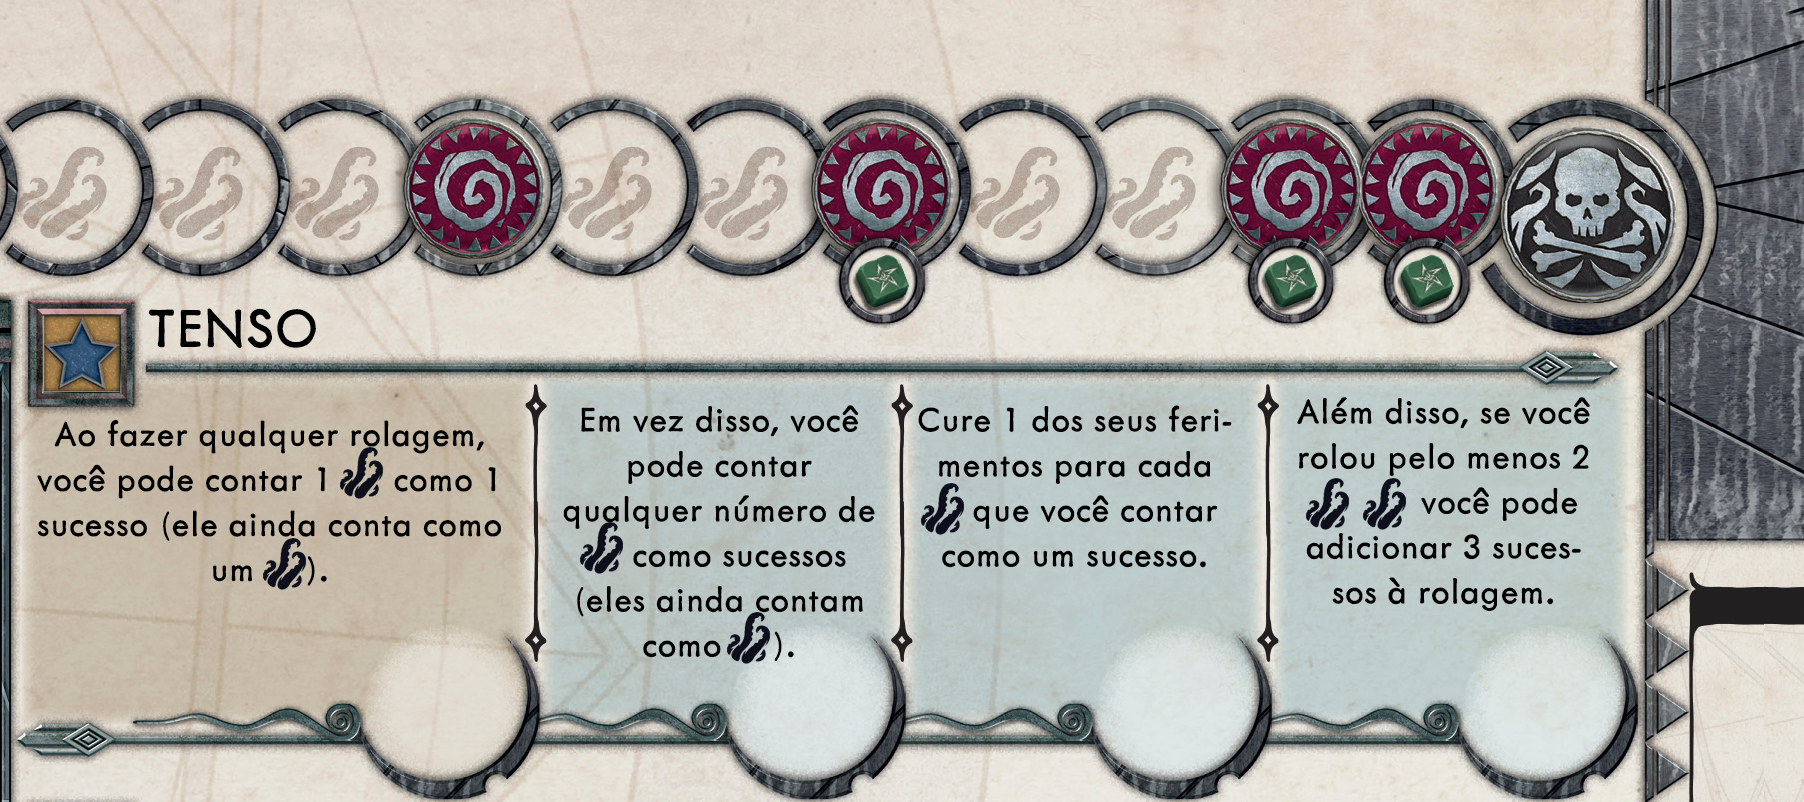 TENSO
Ao fazer qualquer rolagem,
você pode contar 1 como 1
sucesso (ele ainda conta como
um ).
Em vez disso, você
pode contar
qualquer número de
como sucessos
(eles ainda contam
como ).
Cure 1 dos seus feri-
mentos para cada
que você contar
como um sucesso.
Além disso, se você
rolou pelo menos 2
você pode
adicionar 3 suces-
sos à rolagem.